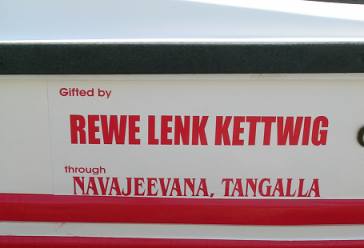 Gifted by
REWE LENK KETTWIG
through
NAVAJEEVANA, TANGALLA